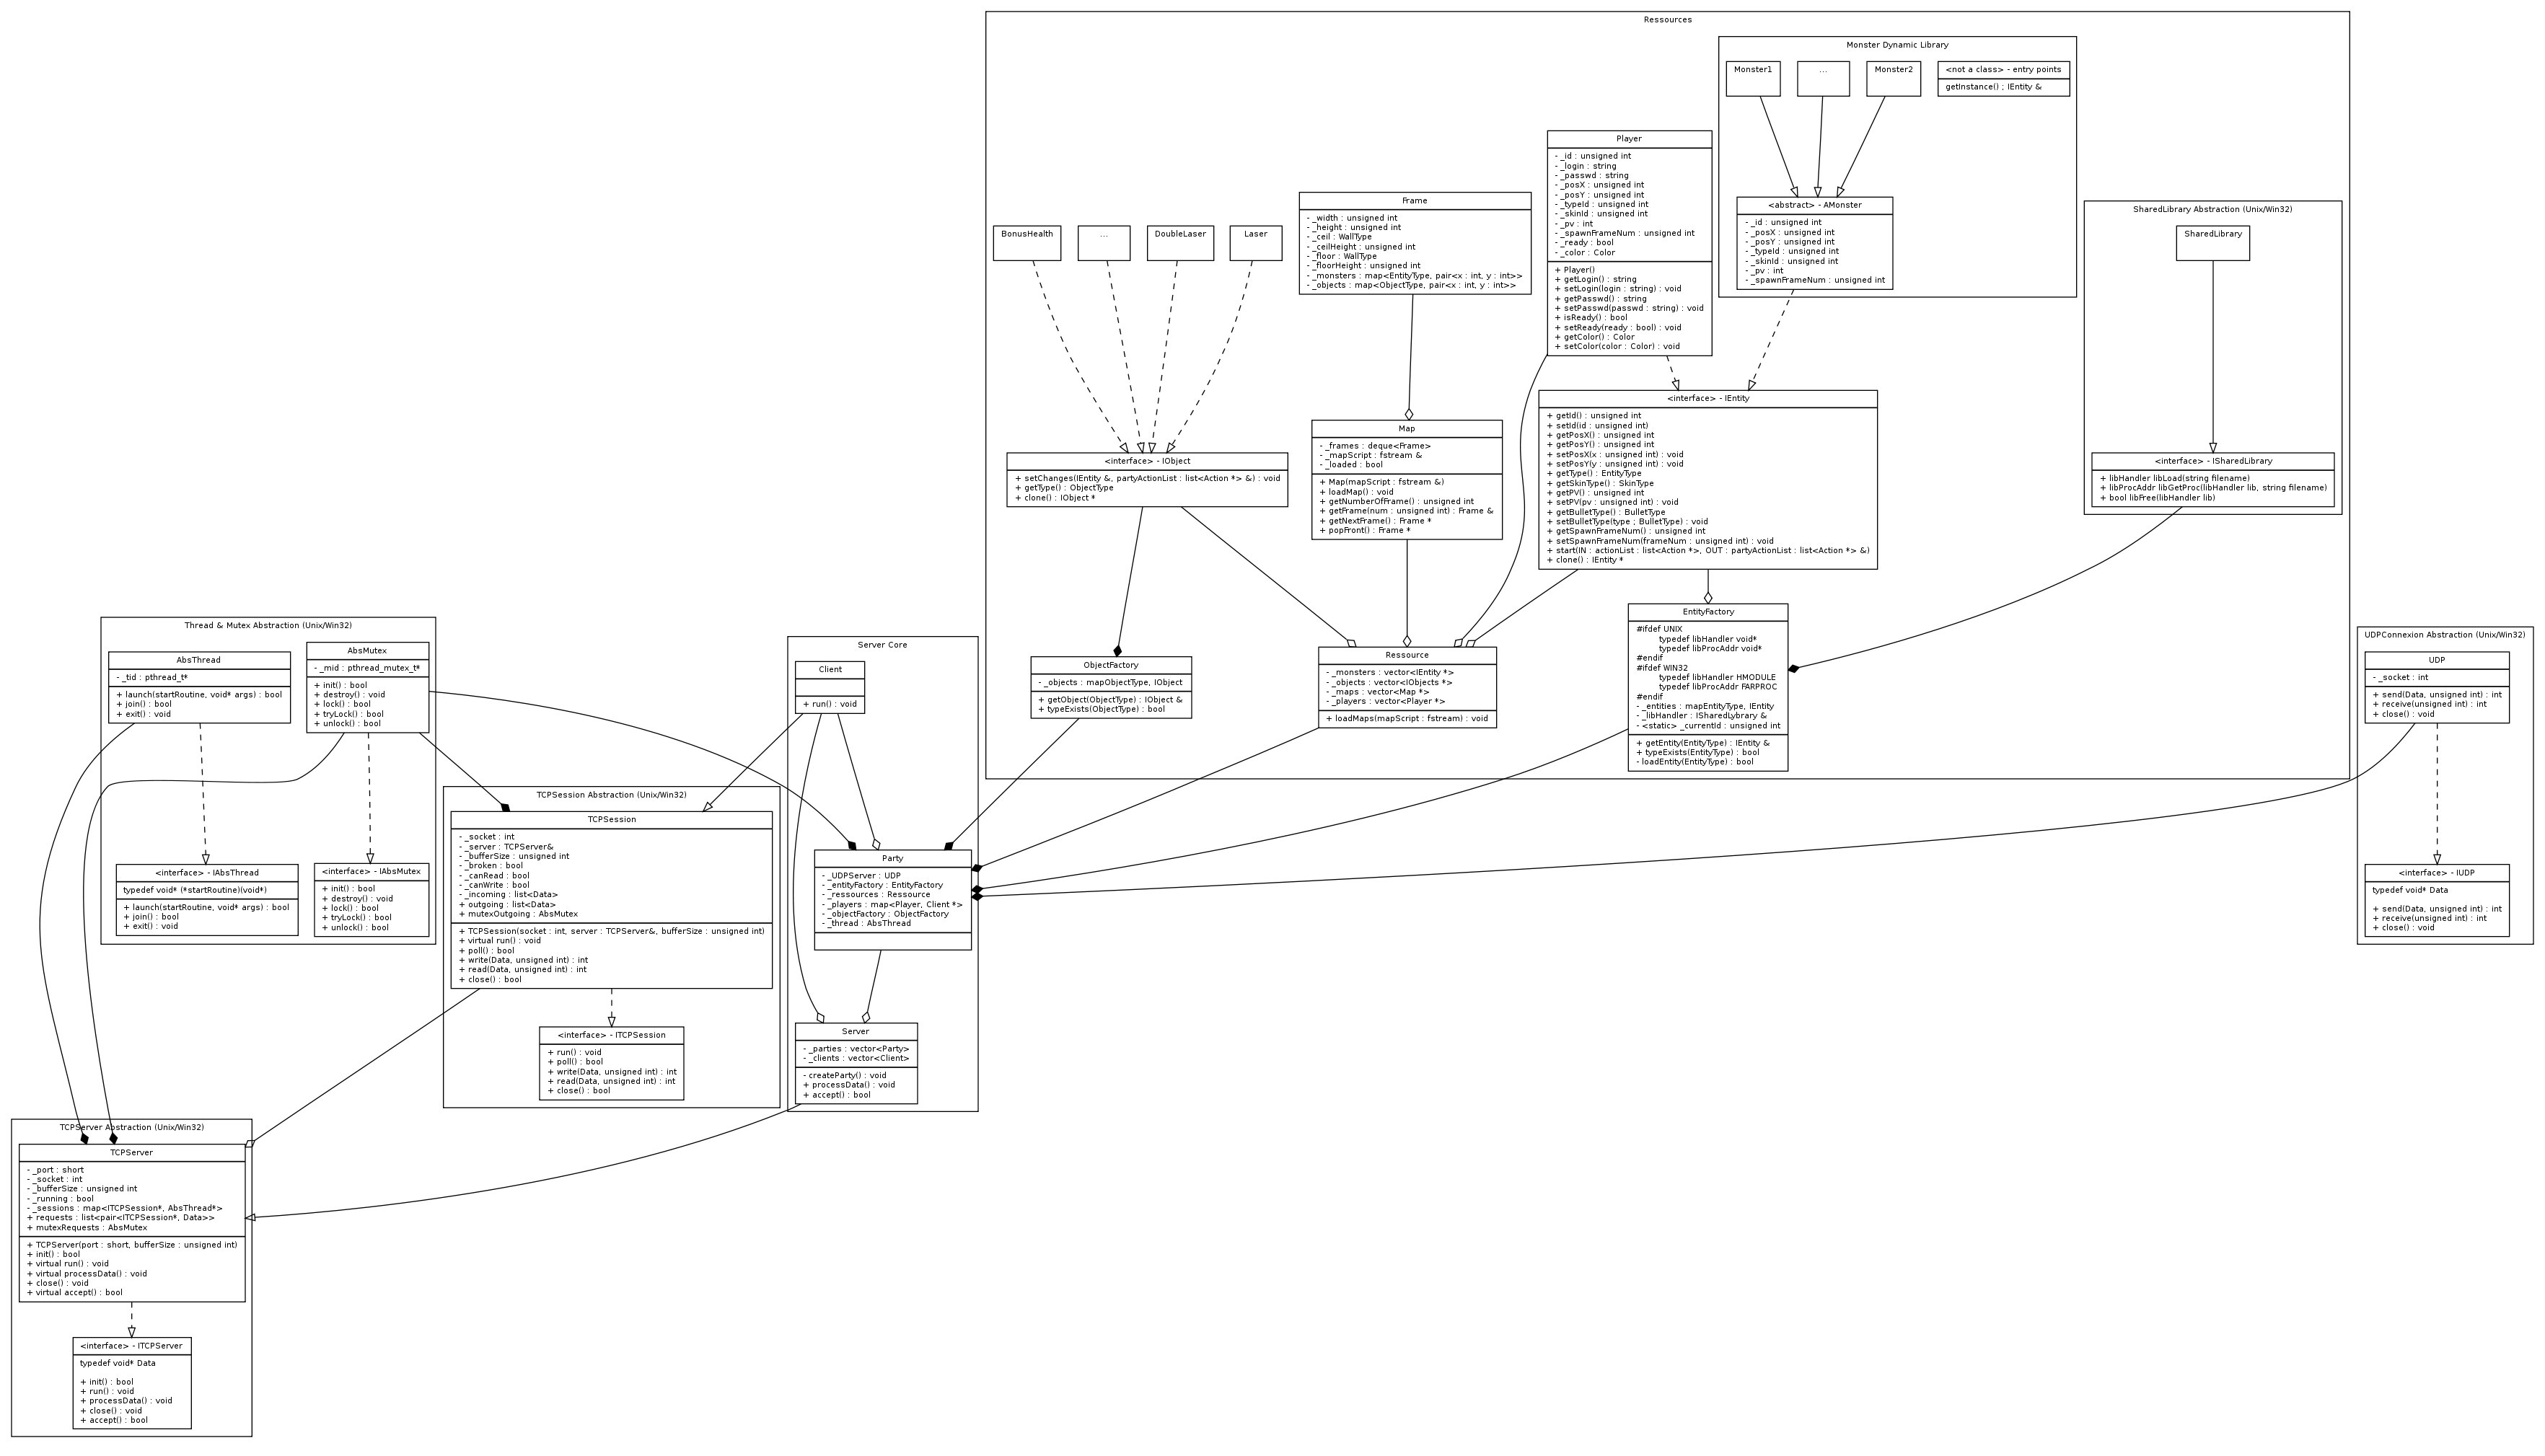 Ressources
Monster Dynamic Library
Monster1
...
Monster2
<not a class> - entry points
getInstance() ; IEntity &
Player
- _id : unsigned int
- _login : string
- _passwd : string
- _posX : unsigned int
- _posY : unsigned int
- _typeId : unsigned int
- _skinId : unsigned int
- _pv : int
- _spawnFrameNum : unsigned int
- _ready : bool
- _color : Color
+ Player()
+ getLogin() : string
+ setLogin(login : string) : void
+ getPasswd() : string
+ setPasswd(passwd : string) : void
+ isReady() : bool
+ setReady(ready : bool) : void
+ getColor() : Color
+ setColor(color : Color) : void
Frame
- _width : unsigned int
- _height : unsigned int
- _ceil : WallType
- _ceilHeight : unsigned int
- _floor : WallType
- _floorHeight : unsigned int
- _monsters : map<EntityType, pair<x : int, y : int>>
- _objects : map<ObjectType, pair<x : int, y : int>>
<abstract> - AMonster
- _id : unsigned int
- _posX : unsigned int
- _posY : unsigned int
- _typeId : unsigned int
- _skinId : unsigned int
- _pv : int
- _spawnFrameNum : unsigned int
SharedLibrary Abstraction (Unix/Win32)
SharedLibrary
BonusHealth
...
DoubleLaser
Laser
<interface> - IEntity
+ getId() : unsigned int
+ setId(id : unsigned int)
+ getPosX() : unsigned int
+ getPosY() : unsigned int
+ setPosX(x : unsigned int) : void
+ setPosY(y : unsigned int) : void
+ getType() : EntityType
+ getSkinType() : SkinType
+ getPV() : unsigned int
+ setPV(pv : unsigned int) : void
+ getBulletType() : BulletType
+ setBulletType(type ; BulletType) : void
+ getSpawnFrameNum() : unsigned int
+ setSpawnFrameNum(frameNum : unsigned int) : void
+ start(IN : actionList : list<Action *>, OUT : partyActionList : list<Action *> &)
+ clone() : IEntity *
Map
- _frames : deque<Frame>
- _mapScript : fstream &
- _loaded : bool
+ Map(mapScript : fstream &)
+ loadMap() : void
+ getNumberOfFrame() : unsigned int
+ getFrame(num : unsigned int) : Frame &
+ getNextFrame() : Frame *
+ popFront() : Frame *
<interface> - IObject
+ setChanges(IEntity &, partyActionList : list<Action *> &) : void
+ getType() : ObjectType
+ clone() : IObject *
<interface> - ISharedLibrary
+ libHandler libLoad(string filename)
+ libProcAddr libGetProc(libHandler lib, string filename)
+ bool libFree(libHandler lib)
EntityFactory
#ifdef UNIX
typedef libHandler void*
typedef libProcAddr void*
#endif
#ifdef WIN32
typedef libHandler HMODULE
typedef libProcAddr FARPROC
#endif
- _entities : mapEntityType, IEntity
- _libHandler : ISharedLybrary &
- <static> _currentId : unsigned int
+ getEntity(EntityType) : IEntity &
+ typeExists(EntityType) : bool
- loadEntity(EntityType) : bool
Ressource
- _monsters : vector<IEntity *>
- _objects : vector<IObjects *>
- _maps : vector<Map *>
- _players : vector<Player *>
+ loadMaps(mapScript : fstream) : void
ObjectFactory
- _objects : mapObjectType, IObject
+ getObject(ObjectType) : IObject &
+ typeExists(ObjectType) : bool
Thread & Mutex Abstraction (Unix/Win32)
AbsThread
- _tid : pthread_t*
+ launch(startRoutine, void* args) : bool
+ join() : bool
+ exit() : void
AbsMutex
- _mid : pthread_mutex_t*
+ init() : bool
+ destroy() : void
+ lock() : bool
+ tryLock() : bool
+ unlock() : bool
<interface> - IAbsThread
typedef void* (*startRoutine)(void*)
+ launch(startRoutine, void* args) : bool
+ join() : bool
+ exit() : void
<interface> - IAbsMutex
+ init() : bool
+ destroy() : void
+ lock() : bool
+ tryLock() : bool
+ unlock() : bool
Server Core
Client
+ run() : void
Party
- _UDPServer : UDP
- _entityFactory : EntityFactory
- _ressources : Ressource
- _players : map<Player, Client *>
- _objectFactory : ObjectFactory
- _thread : AbsThread
Server
- _parties : vector<Party>
- _clients : vector<Client>
- createParty() : void
+ processData() : void
+ accept() : bool
UDPConnexion Abstraction (Unix/Win32)
UDP
- _socket : int
+ send(Data, unsigned int) : int
+ receive(unsigned int) : int
+ close() : void
<interface> - IUDP
typedef void* Data
+ send(Data, unsigned int) : int
+ receive(unsigned int) : int
+ close() : void
TCPSession Abstraction (Unix/Win32)
TCPSession
- _socket : int
- _server : TCPServer&
- _bufferSize : unsigned int
- _broken : bool
- _canRead : bool
- _canWrite : bool
- _incoming : list<Data>
+ outgoing : list<Data>
+ mutexOutgoing : AbsMutex
+ TCPSession(socket : int, server : TCPServer&, bufferSize : unsigned int)
+ virtual run() : void
+ poll() : bool
+ write(Data, unsigned int) : int
+ read(Data, unsigned int) : int
+ close() : bool
<interface> - ITCPSession
+ run() : void
+ poll() : bool
+ write(Data, unsigned int) : int
+ read(Data, unsigned int) : int
+ close() : bool
TCPServer Abstraction (Unix/Win32)
TCPServer
- _port : short
- _socket : int
- _bufferSize : unsigned int
- _running : bool
- _sessions : map<ITCPSession*, AbsThread*>
+ requests : list<pair<ITCPSession*, Data>>
+ mutexRequests : AbsMutex
+ TCPServer(port : short, bufferSize : unsigned int)
+ init() : bool
+ virtual run() : void
+ virtual processData() : void
+ close() : void
+ virtual accept() : bool
<interface> - ITCPServer
typedef void* Data
+ init() : bool
+ run() : void
+ processData() : void
+ close() : void
+ accept() : bool